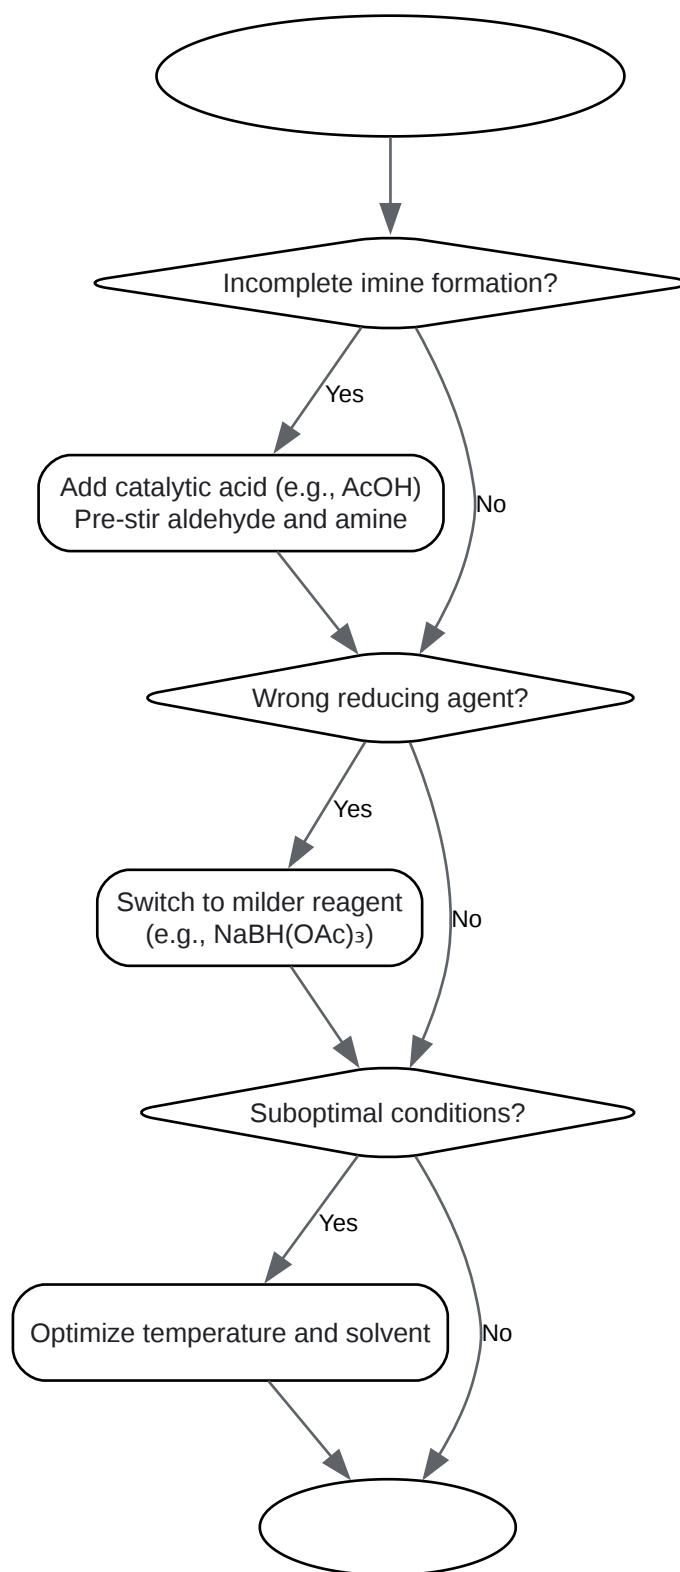 Incomplete imine formation?
Yes
Add catalytic acid (e.g., AcOH)
Pre-stir aldehyde and amine
No
Wrong reducing agent?
Yes
Switch to milder reagent
(e.g., NaBH(OAc)₃)
No
Suboptimal conditions?
Yes
Optimize temperature and solvent
No